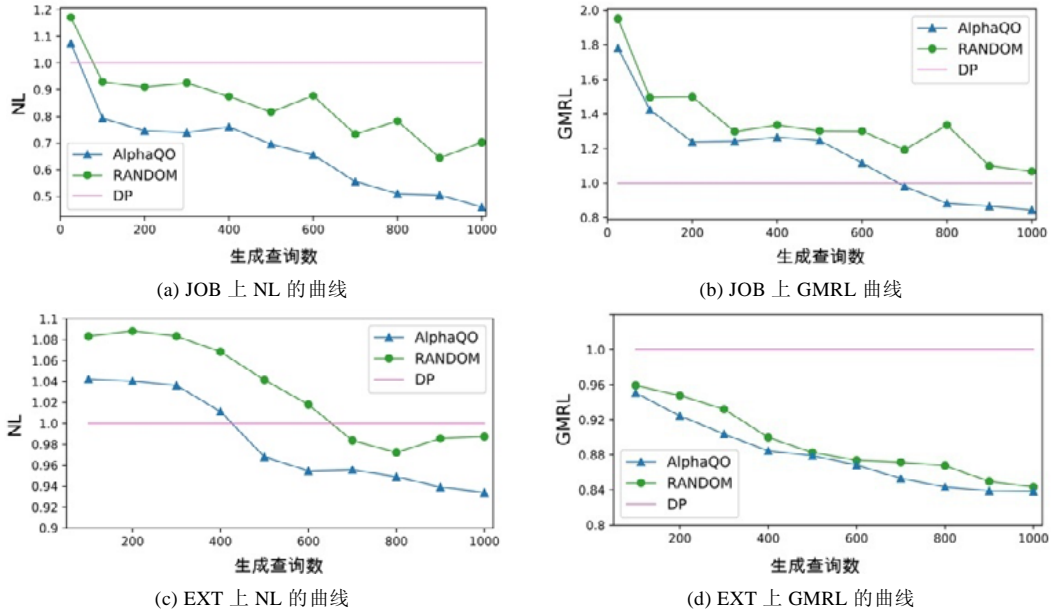 1.2
1.1
1.0
0.9
0.8
0.7
0.6
0.5
NL
AlphaQO
RANDOM
DP
0 200 400 600 800 1000
生成查询数
(a) JOB 上 NL 的曲线
2.0
1.8
1.6
1.4
1.2
1.0
0.8
GMRL
AlphaQO
RANDOM
DP
0 200 400 600 800 1000
生成查询数
(b) JOB 上 GMRL 曲线
1.1
1.08
1.06
1.04
1.02
1.0
0.98
0.96
0.94
0.92
0.9
NL
AlphaQO
RANDOM
DP
200 400 600 800 1000
生成查询数
(c) EXT 上 NL 的曲线
1.0
0.96
0.92
0.88
0.84
0.8
GMRL
AlphaQO
RANDOM
DP
200 400 600 800 1000
生成查询数
(d) EXT 上 GMRL 的曲线